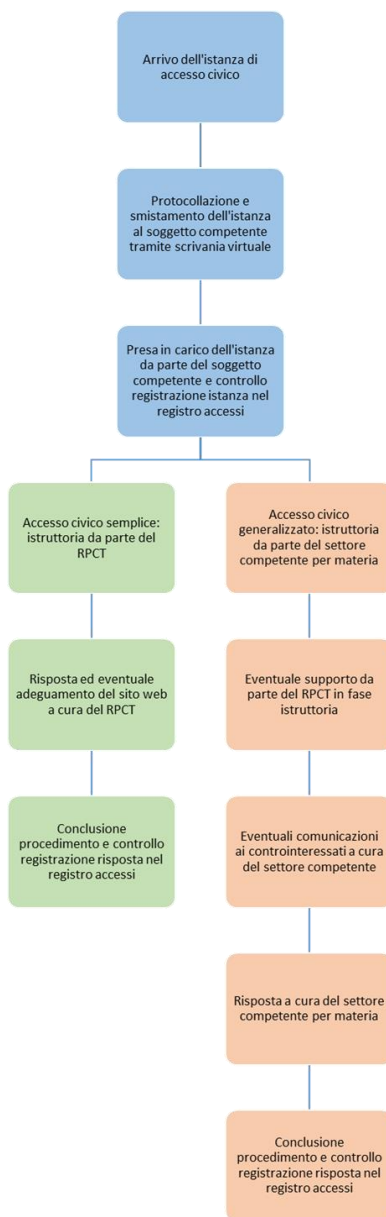 Arrivo dell'istanza di
accesso civico
Protocollazione e
smistamento dell'istanza
al soggetto competente
tramite scrivania virtuale
Presa in carico dell'istanza
da parte del soggetto
competente e controllo
registrazione istanza nel
registro accessi
Accesso civico semplice:
istruttoria da parte del
RPCT
Risposta ed eventuale
adeguamento del sito web
a cura del RPCT
Conclusione
procedimento e controllo
registrazione risposta nel
registro accessi
Accesso civico
generalizzato: istruttoria
da parte del settore
competente per materia
Eventuale supporto da
parte del RPCT in fase
istruttoria
Eventuali comunicazioni
ai controinteressati a cura
del settore competente
Risposta a cura del settore
competente per materia
Conclusione
procedimento e controllo
registrazione risposta nel
registro accessi